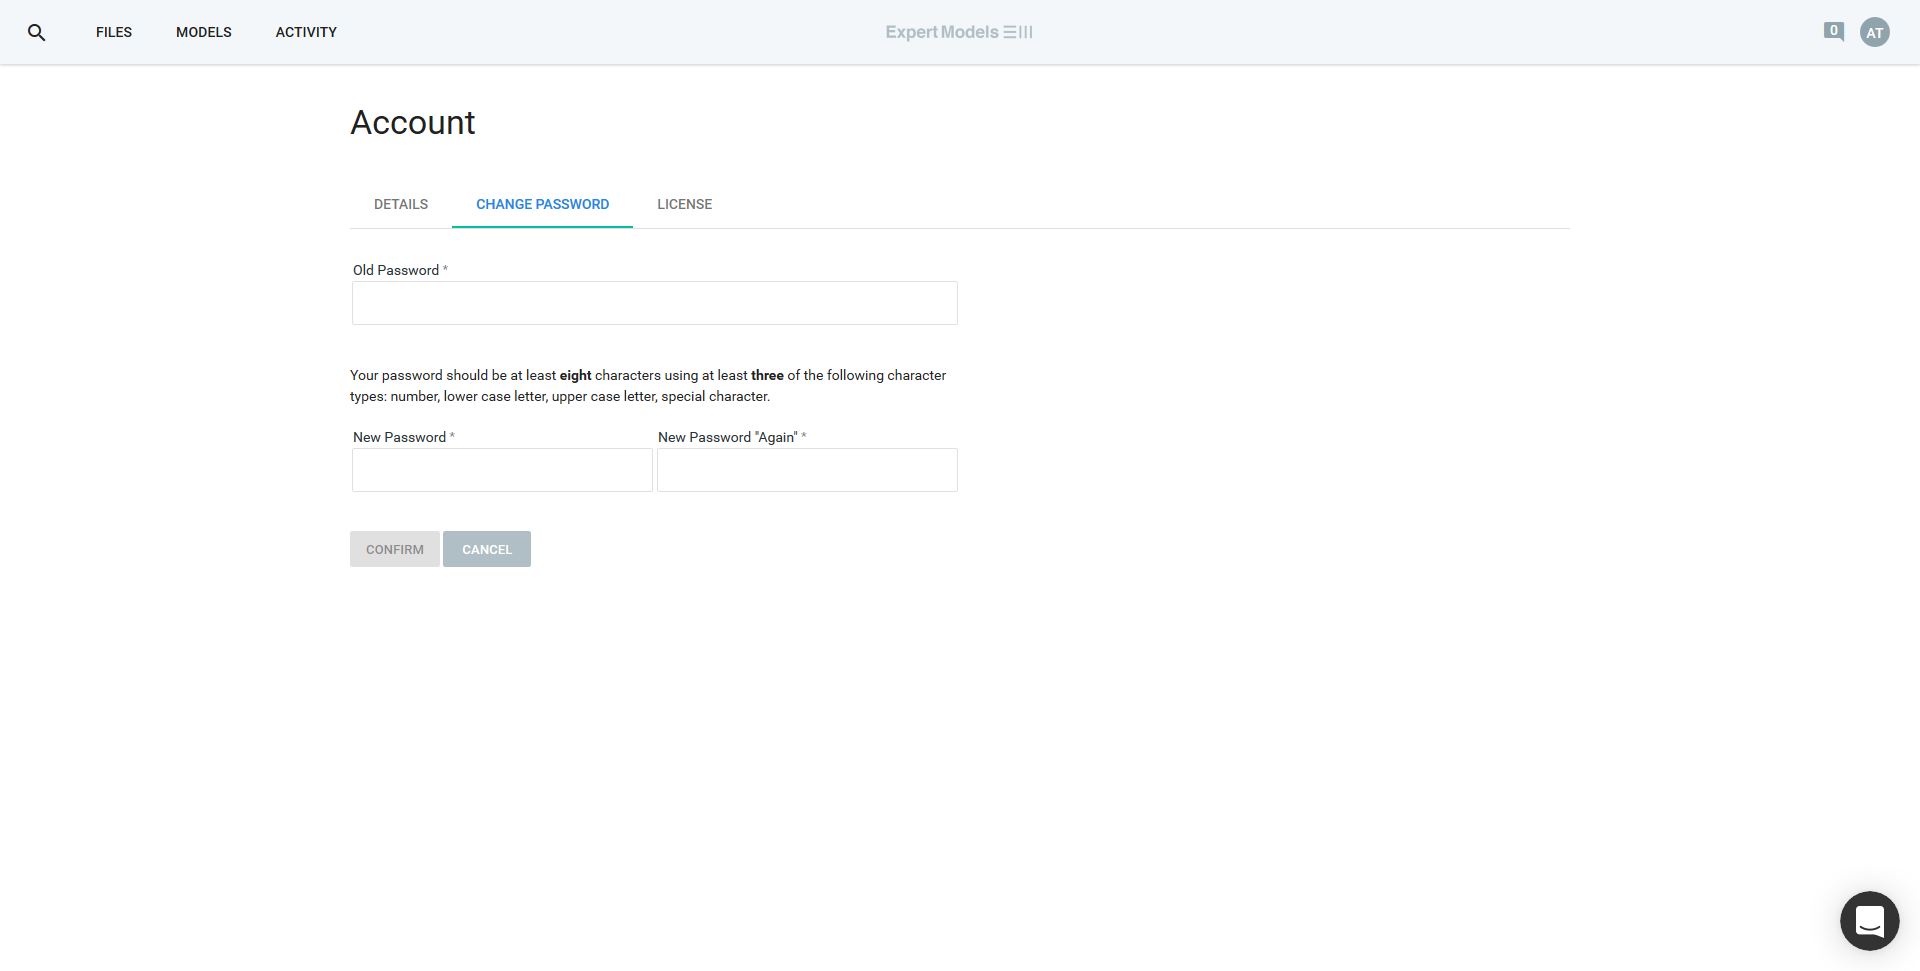 FILES MODELS ACTIVITY Expert Models 0 AT
Account
DETAILS CHANGE PASSWORD LICENSE
Old Password *
Your password should be at least eight characters using at least three of the following character
types: number, lower case letter, upper case letter, special character.
New Password * New Password "Again" *
CONFIRM CANCEL